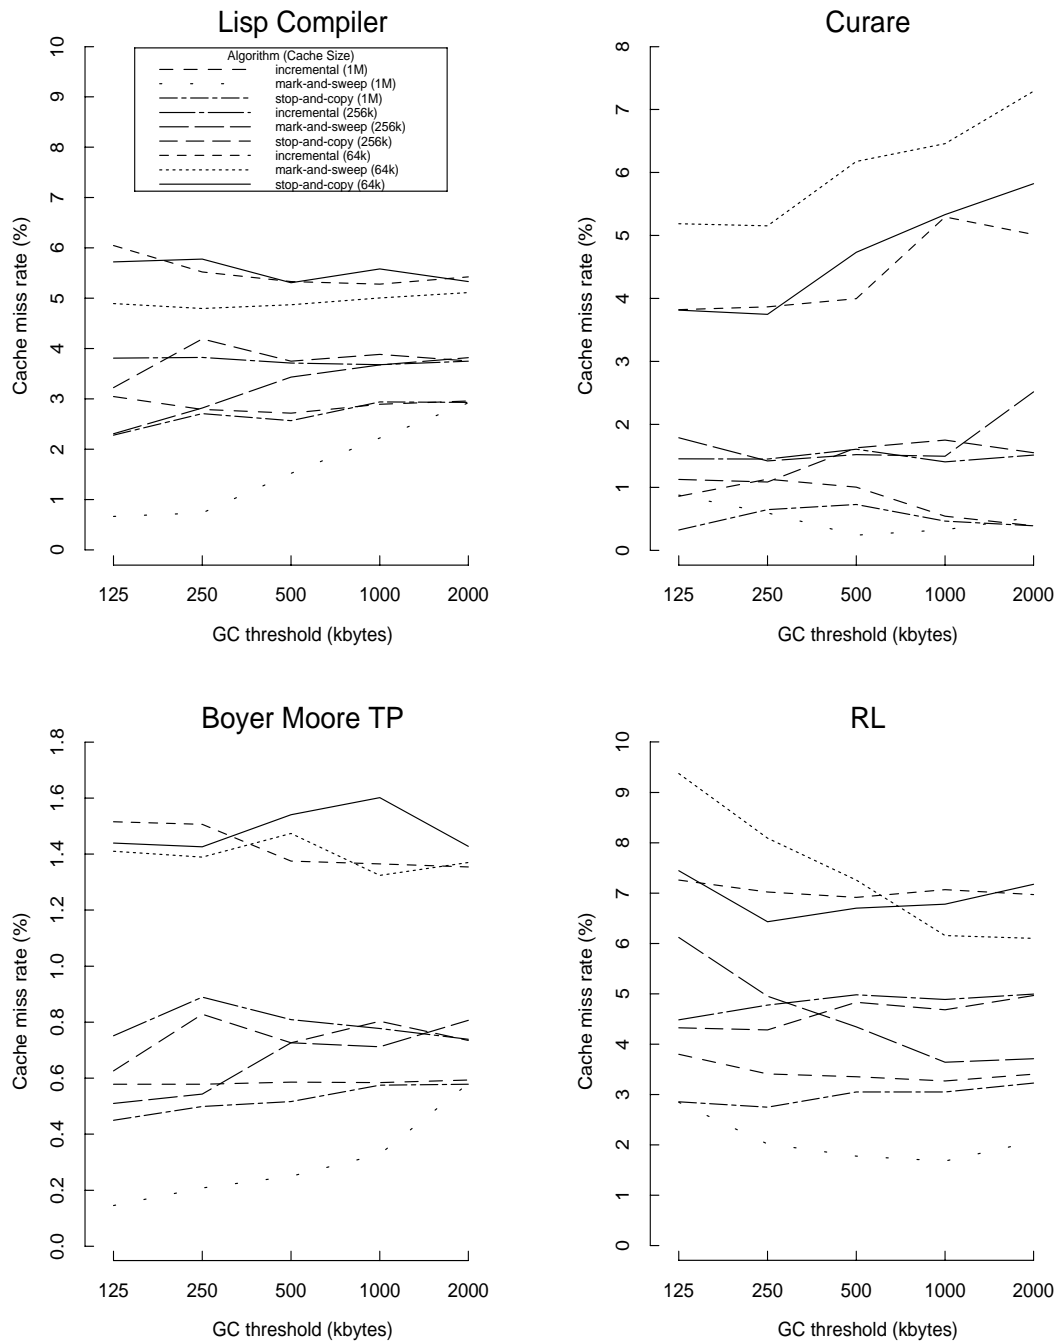 Lisp Compiler
Cache miss rate (%)
10
9
8
7
6
5
4
3
2
1
0
Algorithm (Cache Size)
incremental (1M)
mark-and-sweep (1M)
stop-and-copy (1M)
incremental (256k)
mark-and-sweep (256k)
stop-and-copy (256k)
incremental (64k)
mark-and-sweep (64k)
stop-and-copy (64k)
125 250 500 1000 2000
GC threshold (kbytes)
Curare
Cache miss rate (%)
8
7
6
5
4
3
2
1
0
125 250 500 1000 2000
GC threshold (kbytes)
Boyer Moore TP
Cache miss rate (%)
1.8
1.6
1.4
1.2
1.0
0.8
0.6
0.4
0.2
0.0
125 250 500 1000 2000
GC threshold (kbytes)
RL
Cache miss rate (%)
10
9
8
7
6
5
4
3
2
1
0
125 250 500 1000 2000
GC threshold (kbytes)